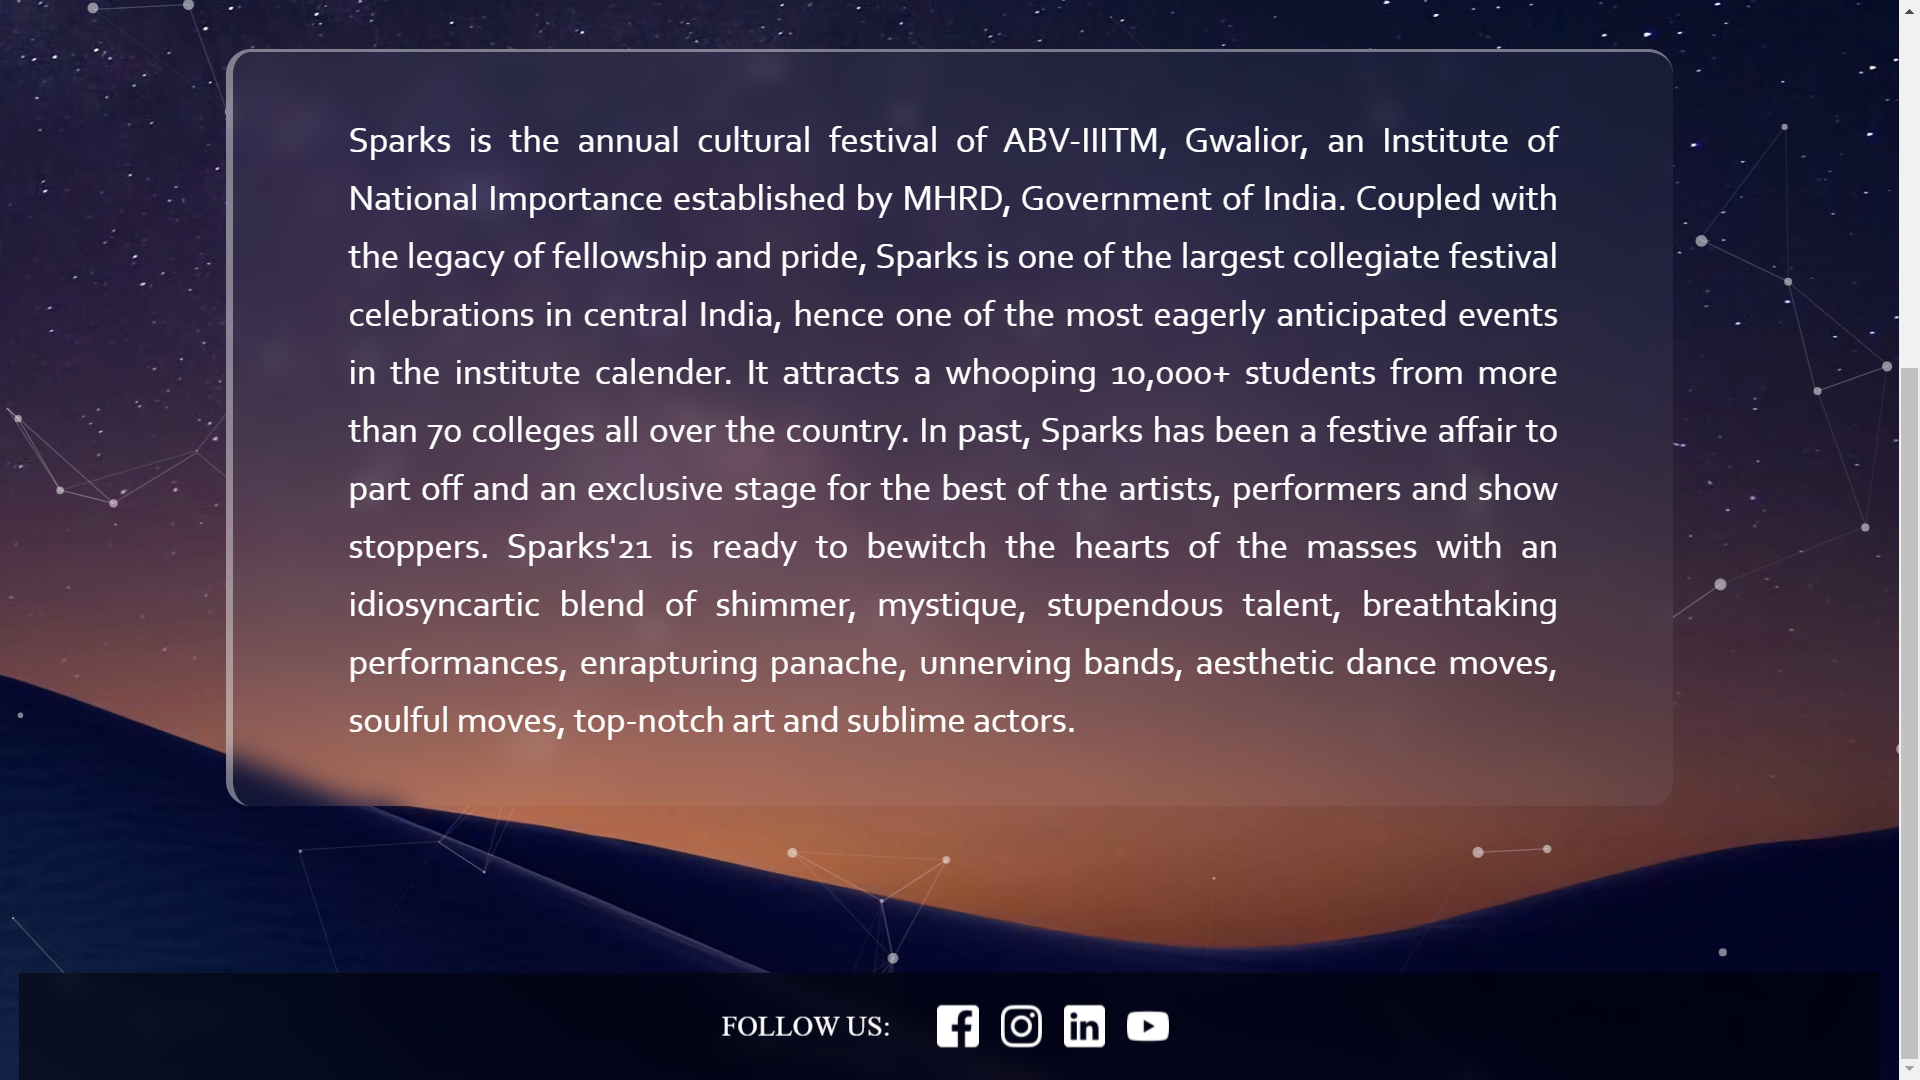 Sparks is the annual cultural festival of ABV-IIITM, Gwalior, an Institute of
National Importance established by MHRD, Government of India. Coupled with
the legacy of fellowship and pride, Sparks is one of the largest collegiate festival
celebrations in central India, hence one of the most eagerly anticipated events
in the institute calender. It attracts a whooping 10,000+ students from more
than 70 colleges all over the country. In past, Sparks has been a festive affair to
part off and an exclusive stage for the best of the artists, performers and show
stoppers. Sparks'21 is ready to bewitch the hearts of the masses with an
idiosyncartic blend of shimmer, mystique, stupendous talent, breathtaking
performances, enrapturing panache, unnerving bands, aesthetic dance moves,
soulful moves, top-notch art and sublime actors.
FOLLOW US: